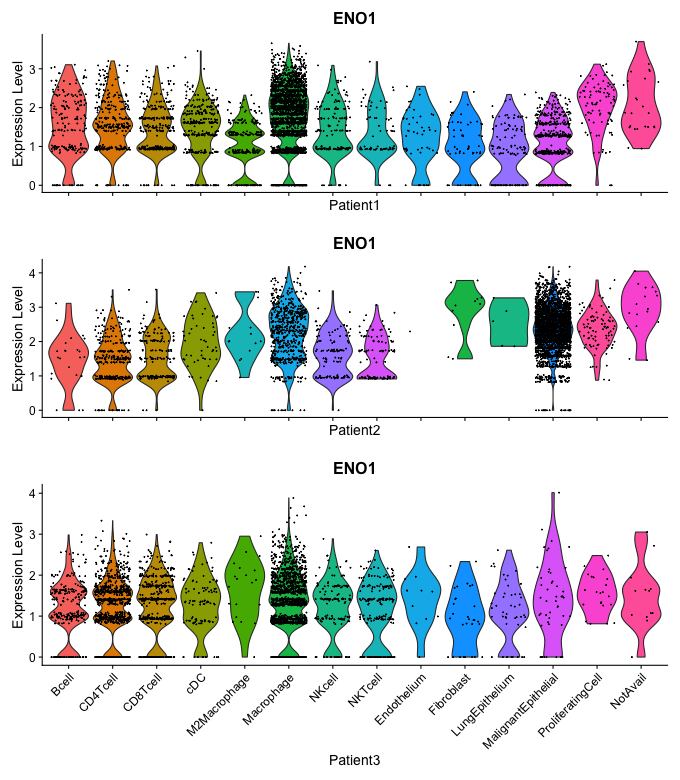 ENO1
Expression Level
3
2
1
0
Patient1
ENO1
Expression Level
4
3
2
1
0
Patient2
ENO1
Expression Level
4
3
2
1
0
Bcell
CD4Tcell
CD8Tcell
cDC
M2Macrophage
Macrophage
NKcell
NKTcell
Endothelium
Fibroblast
LungEpithelium
MalignantEpithelial
ProliferatingCell
NotAvail
Patient3